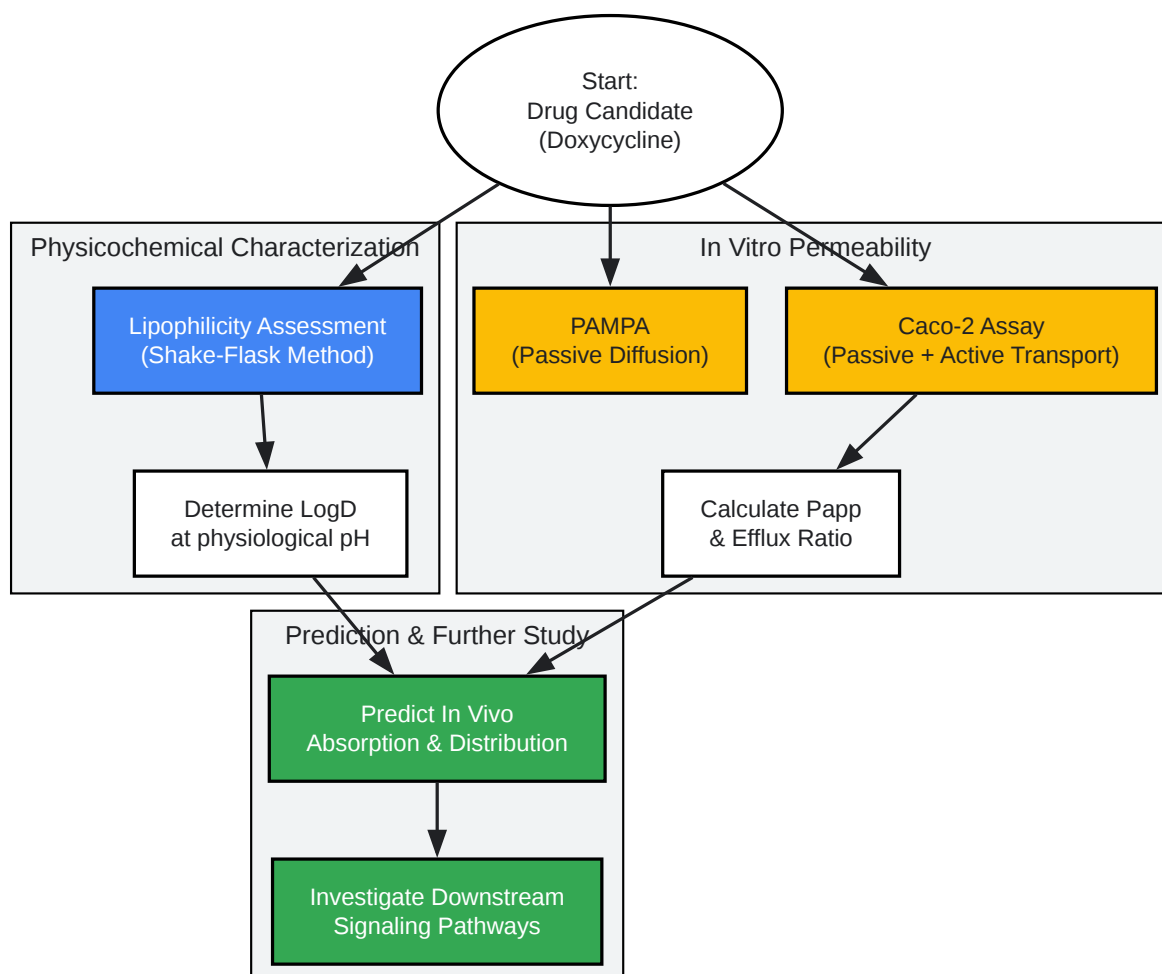 Start:
Drug Candidate
(Doxycycline)
Physicochemical Characterization
In Vitro Permeability
Lipophilicity Assessment
(Shake-Flask Method)
PAMPA
(Passive Diffusion)
Caco-2 Assay
(Passive + Active Transport)
Determine LogD
at physiological pH
Calculate Papp
& Efflux Ratio
Prediction & Further Study
Predict In Vivo
Absorption & Distribution
Investigate Downstream
Signaling Pathways